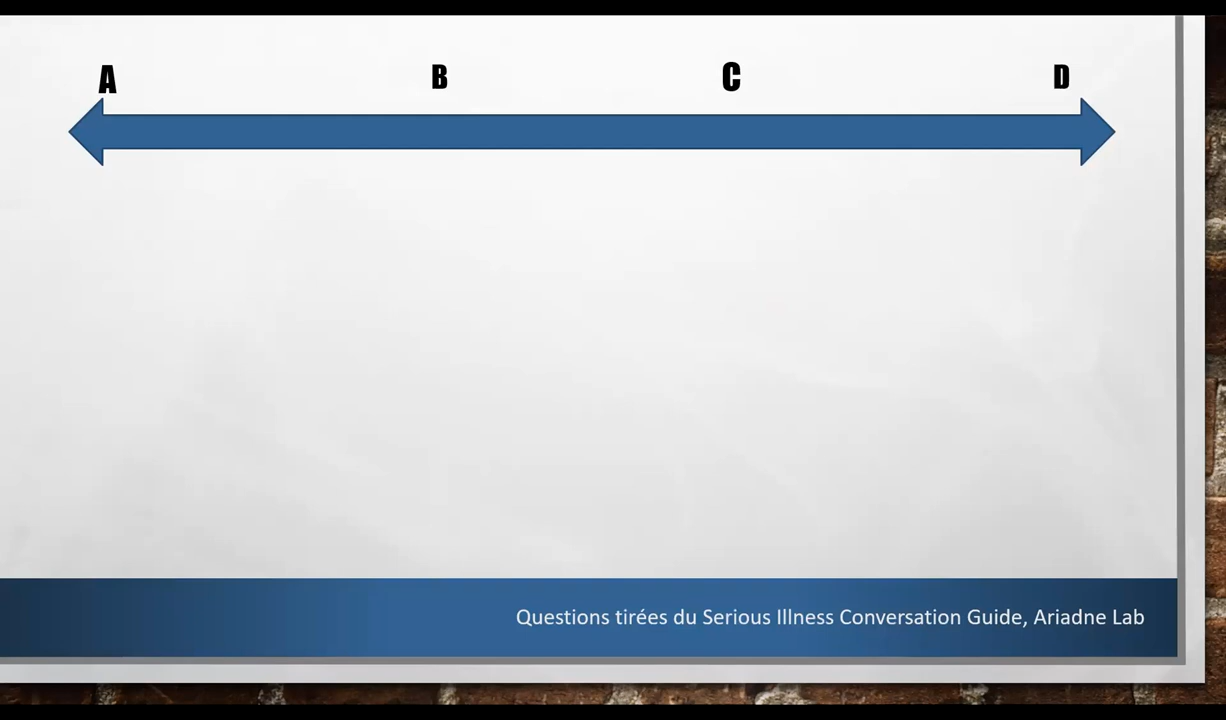 A B C D
Questions tirées du Serious Illness Conversation Guide, Ariadne Lab